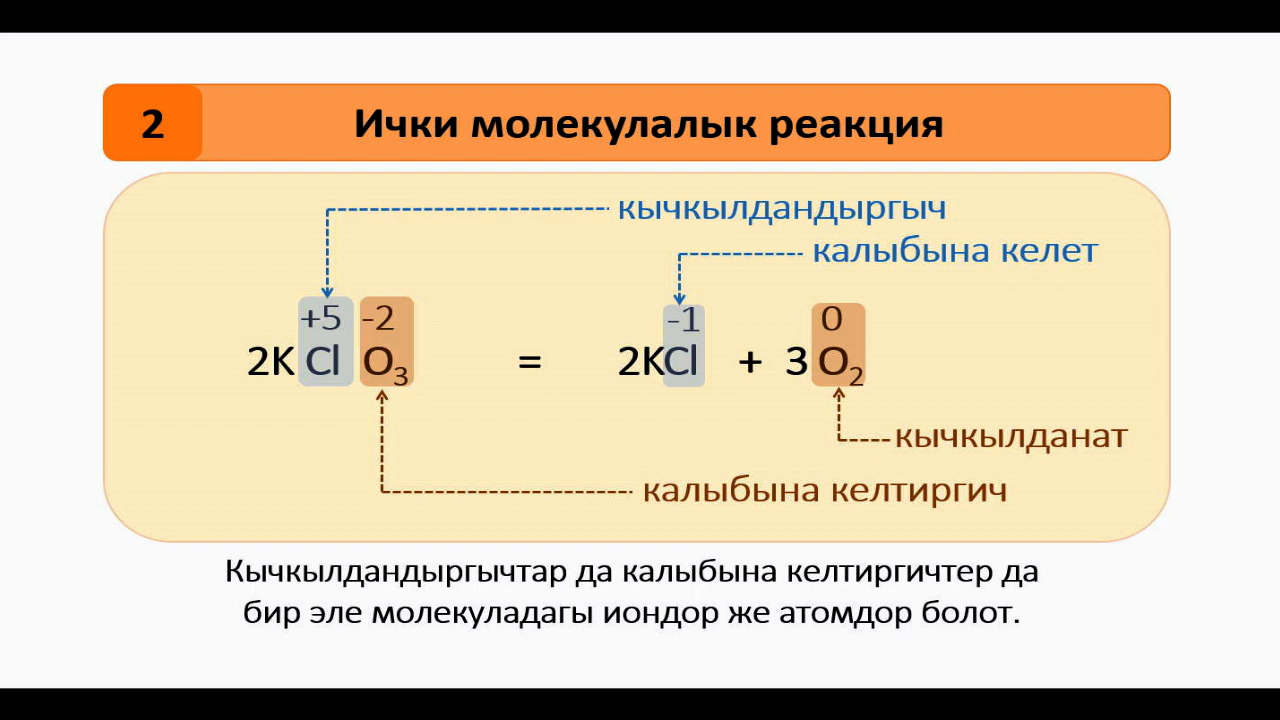 2 Ички молекулалык реакция
кычкылдандыргыч
калыбына келет
+5 -2 -1 0
2K Cl O3 = 2KCl + 3 O2
кычкылданат
калыбына келтиргич
Кычкылдандыргычтар да калыбына келтиргичтер да
бир эле молекуладагы иондор же атомдор болот.